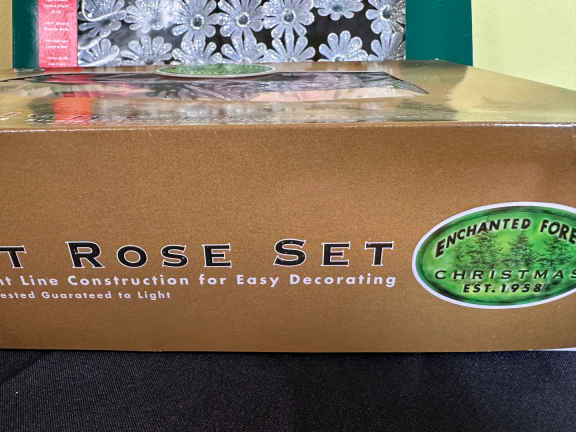 T ROSE SET
nt Line Construction for Easy Decorating
ested Guarateed to Light
ENCHANTED FORE
CHRISTMAS
EST. 1958